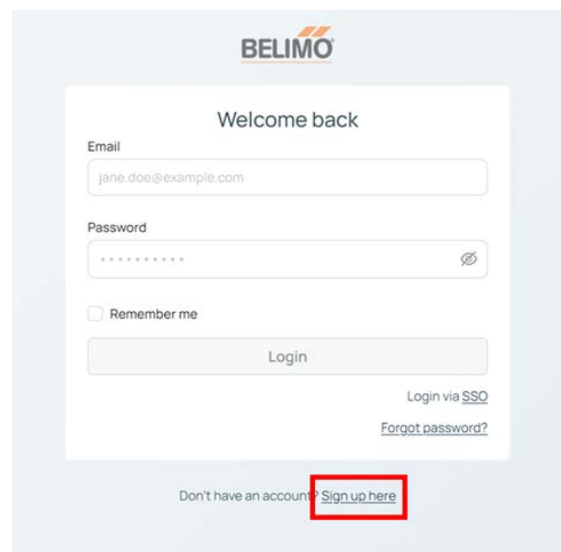 BELIMO®
Welcome back
Email
jane.doe@example.com
Password
Remember me
Login
Login via SSO
Forgot password?
Don't have an account? Sign up here